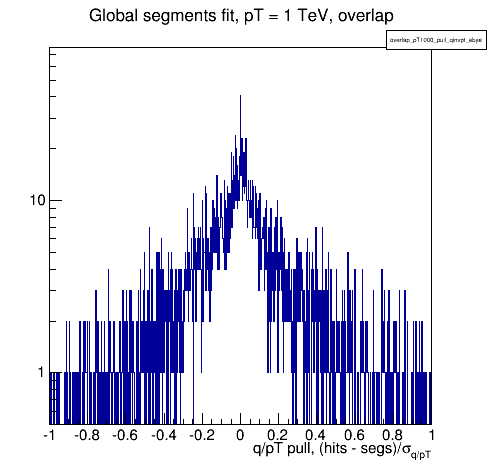 Global segments fit, pT = 1 TeV, overlap
overlap_pT1000_pull_qinvpt_ebye
10
1
-1 -0.8 -0.6 -0.4 -0.2 0 0.2 0.4 0.6 0.8 1
q/pT pull, (hits - segs)/σq/pT